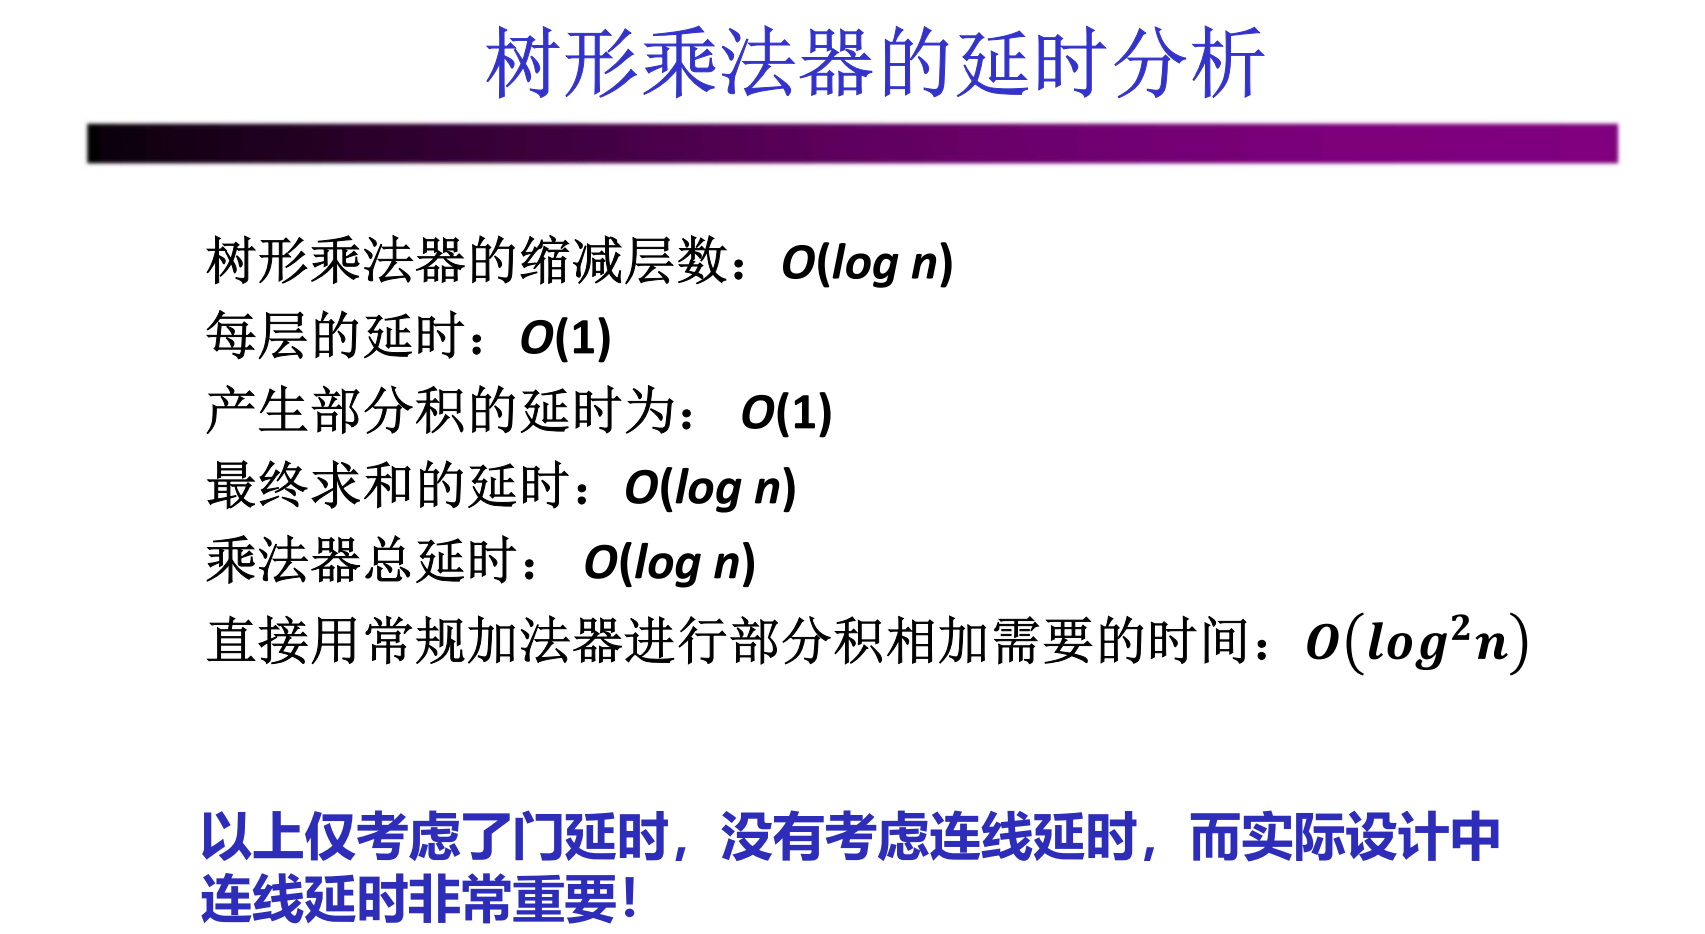 树形乘法器的延时分析
树形乘法器的缩减层数：O(log n)
每层的延时：O(1)
产生部分积的延时为： O(1)
最终求和的延时：O(log n)
乘法器总延时： O(log n)
直接用常规加法器进行部分积相加需要的时间：O(log²n)
以上仅考虑了门延时，没有考虑连线延时，而实际设计中
连线延时非常重要！